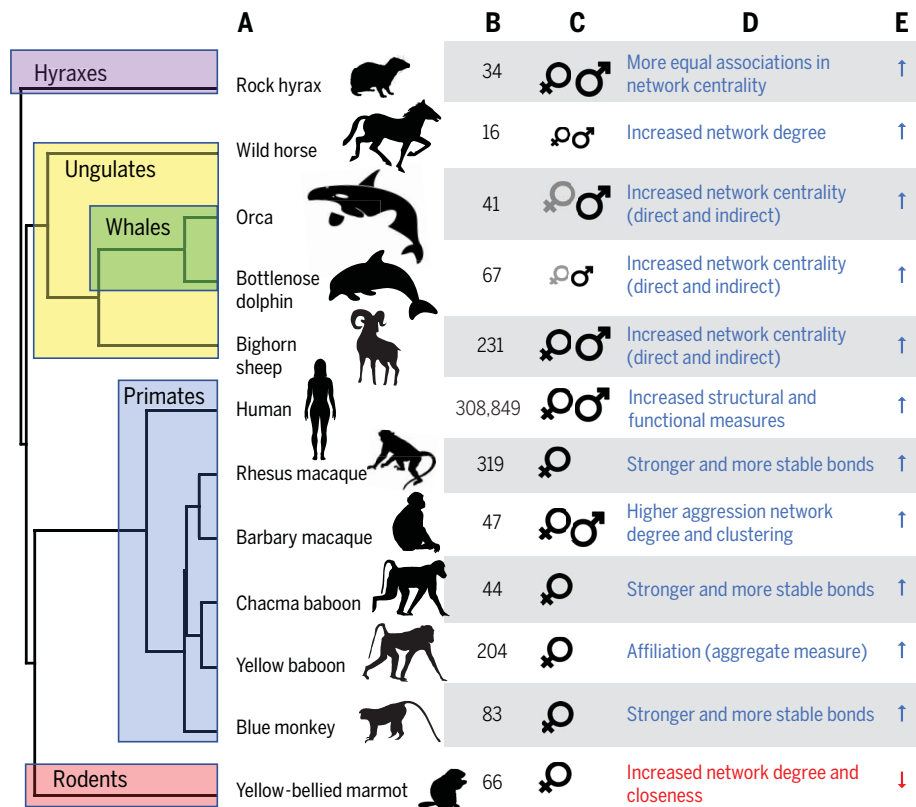 A B C D E
Hyraxes
Rock hyrax
34
More equal associations in
network centrality
↑
Wild horse
16
Increased network degree
↑
Ungulates
Whales
Orca
41
Increased network centrality
(direct and indirect)
↑
Bottlenose
dolphin
67
Increased network centrality
(direct and indirect)
↑
Bighorn
sheep
231
Increased network centrality
(direct and indirect)
↑
Primates
Human
308,849
Increased structural and
functional measures
↑
Rhesus macaque
319
Stronger and more stable bonds
↑
Barbary macaque
47
Higher aggression network
degree and clustering
↑
Chacma baboon
44
Stronger and more stable bonds
↑
Yellow baboon
204
Affiliation (aggregate measure)
↑
Blue monkey
83
Stronger and more stable bonds
↑
Rodents
Yellow-bellied marmot
66
Increased network degree and
closeness
↓